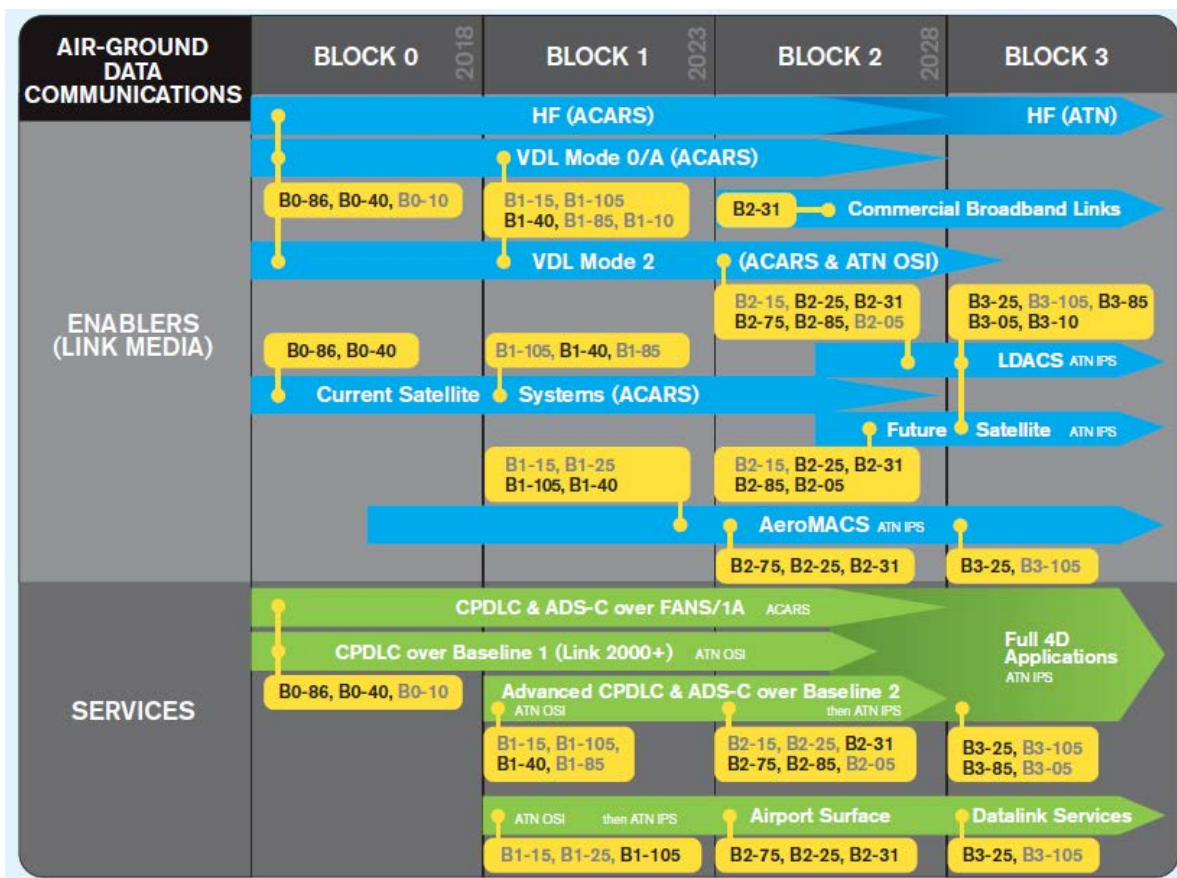 AIR-GROUND
DATA
COMMUNICATIONS
BLOCK 0
2018
BLOCK 1
2023
BLOCK 2
2028
BLOCK 3
ENABLERS
(LINK MEDIA)
HF (ACARS)
HF (ATN)
VDL Mode 0/A (ACARS)
B0-86, B0-40, B0-10
B1-15, B1-105
B1-40, B1-85, B1-10
B2-31
Commercial Broadband Links
VDL Mode 2
(ACARS & ATN OSI)
B2-15, B2-25, B2-31
B2-75, B2-85, B2-05
B3-25, B3-105, B3-85
B3-05, B3-10
B0-86, B0-40
B1-105, B1-40, B1-85
LDACS ATN IPS
Current Satellite Systems (ACARS)
Future Satellite ATN IPS
B1-15, B1-25
B1-105, B1-40
B2-15, B2-25, B2-31
B2-85, B2-05
AeroMACS ATN IPS
B2-75, B2-25, B2-31
B3-25, B3-105
SERVICES
CPDLC & ADS-C over FANS/1A ACARS
CPDLC over Baseline 1 (Link 2000+) ATN OSI
Full 4D
Applications
ATN IPS
B0-86, B0-40, B0-10
Advanced CPDLC & ADS-C over Baseline 2
ATN OSI
then ATN IPS
B1-15, B1-105,
B1-40, B1-85
B2-15, B2-25, B2-31
B2-75, B2-85, B2-05
B3-25, B3-105
B3-85, B3-05
ATN OSI then ATN IPS Airport Surface Datalink Services
B1-15, B1-25, B1-105
B2-75, B2-25, B2-31
B3-25, B3-105